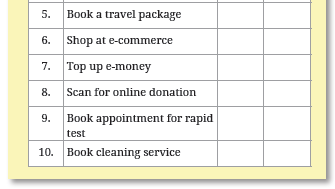 5. Book a travel package
6. Shop at e-commerce
7. Top up e-money
8. Scan for online donation
9. Book appointment for rapid
test
10. Book cleaning service